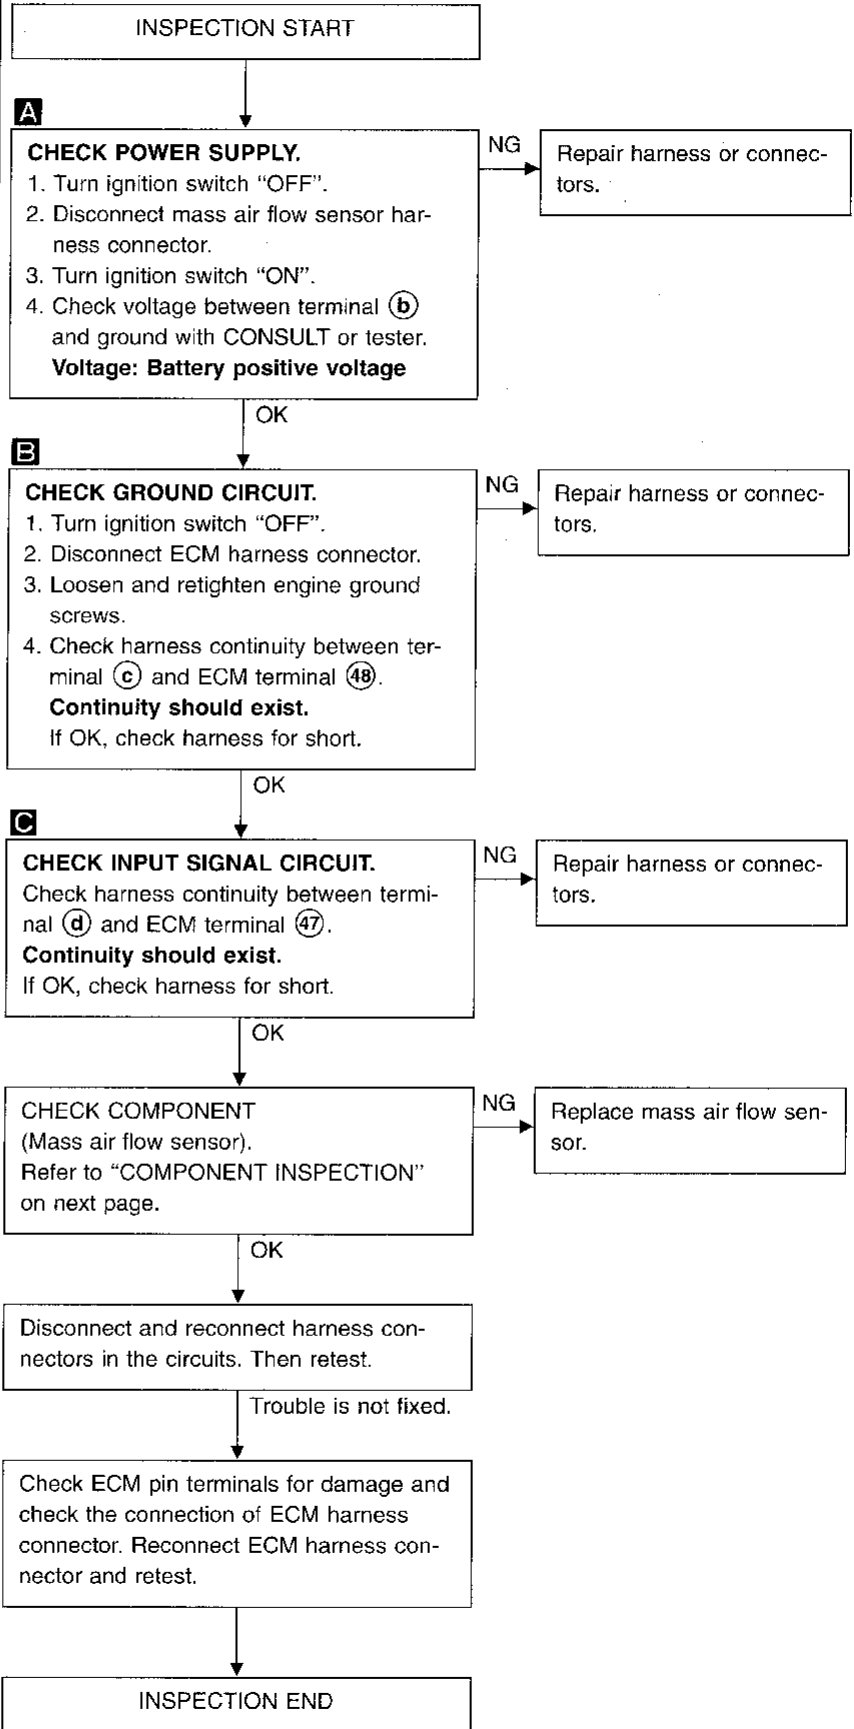 INSPECTION START
A
CHECK POWER SUPPLY.
1. Turn ignition switch “OFF”.
2. Disconnect mass air flow sensor har-
ness connector.
3. Turn ignition switch “ON”.
4. Check voltage between terminal ⓑ
and ground with CONSULT or tester.
Voltage: Battery positive voltage
NG
Repair harness or connec-
tors.
OK
B
CHECK GROUND CIRCUIT.
1. Turn ignition switch “OFF”.
2. Disconnect ECM harness connector.
3. Loosen and retighten engine ground
screws.
4. Check harness continuity between ter-
minal ⓒ and ECM terminal ㊽.
Continuity should exist.
If OK, check harness for short.
NG
Repair harness or connec-
tors.
OK
C
CHECK INPUT SIGNAL CIRCUIT.
Check harness continuity between termi-
nal ⓓ and ECM terminal ㊼.
Continuity should exist.
If OK, check harness for short.
NG
Repair harness or connec-
tors.
OK
CHECK COMPONENT
(Mass air flow sensor).
Refer to “COMPONENT INSPECTION”
on next page.
NG
Replace mass air flow sen-
sor.
OK
Disconnect and reconnect harness con-
nectors in the circuits. Then retest.
Trouble is not fixed.
Check ECM pin terminals for damage and
check the connection of ECM harness
connector. Reconnect ECM harness con-
nector and retest.
INSPECTION END